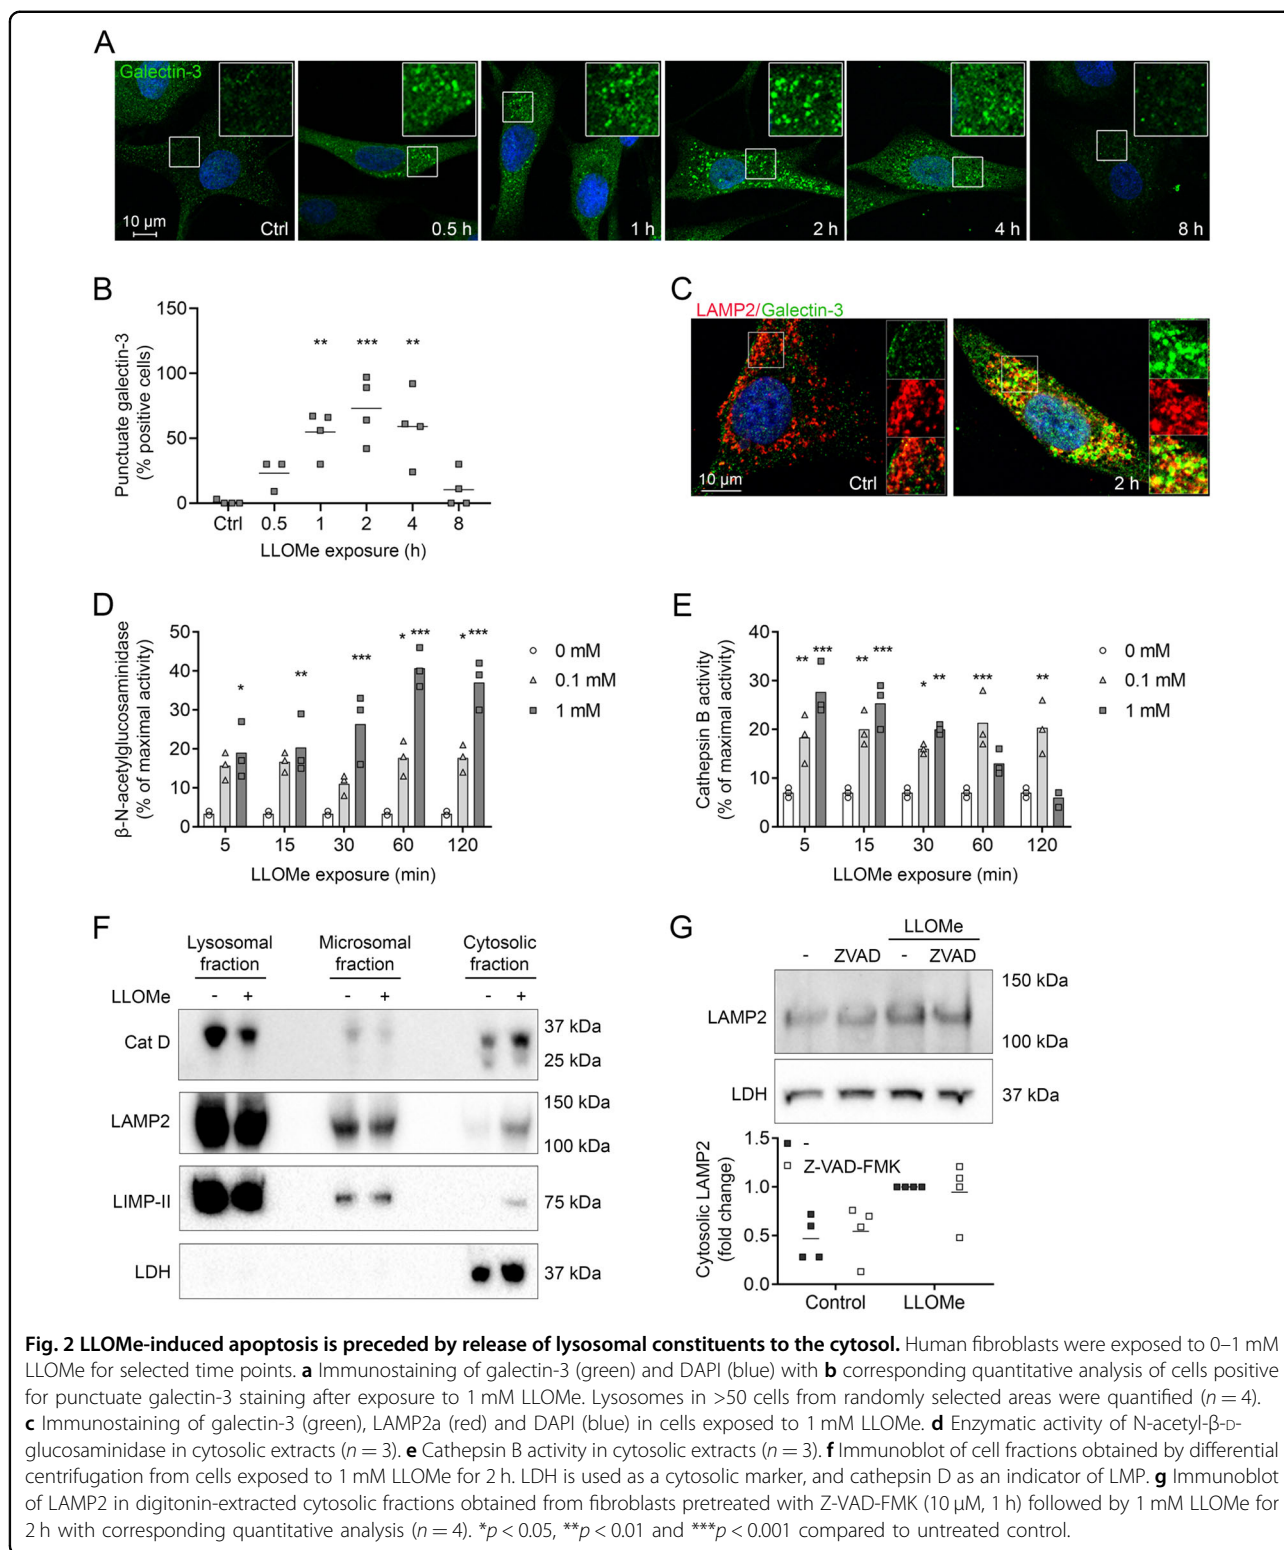 A
Galectin-3
10 µm
Ctrl
0.5 h
1 h
2 h
4 h
8 h
B
Punctuate galectin-3
(% positive cells)
150
100
50
0
** *** **
Ctrl 0.5 1 2 4 8
LLOMe exposure (h)
C
LAMP2/Galectin-3
10 µm
Ctrl
2 h
D
β-N-acetylglucosaminidase
(% of maximal activity)
50
40
30
20
10
0
* ** *** * *** * ***
5 15 30 60 120
LLOMe exposure (min)
0 mM
0.1 mM
1 mM
E
Cathepsin B activity
(% of maximal activity)
40
30
20
10
0
** *** ** *** * ** *** **
5 15 30 60 120
LLOMe exposure (min)
0 mM
0.1 mM
1 mM
F
Lysosomal fraction
Microsomal fraction
Cytosolic fraction
LLOMe - + - + - +
Cat D
37 kDa
25 kDa
LAMP2
150 kDa
100 kDa
LIMP-II
75 kDa
LDH
37 kDa
G
LLOMe
- ZVAD - ZVAD
LAMP2
150 kDa
100 kDa
LDH
37 kDa
Cytosolic LAMP2
(fold change)
1.5
1.0
0.5
0.0
-
Z-VAD-FMK
Control LLOMe
Fig. 2 LLOMe-induced apoptosis is preceded by release of lysosomal constituents to the cytosol. Human fibroblasts were exposed to 0–1 mM
LLOMe for selected time points. a Immunostaining of galectin-3 (green) and DAPI (blue) with b corresponding quantitative analysis of cells positive
for punctuate galectin-3 staining after exposure to 1 mM LLOMe. Lysosomes in >50 cells from randomly selected areas were quantified (n = 4).
c Immunostaining of galectin-3 (green), LAMP2a (red) and DAPI (blue) in cells exposed to 1 mM LLOMe. d Enzymatic activity of N-acetyl-β-D-
glucosaminidase in cytosolic extracts (n = 3). e Cathepsin B activity in cytosolic extracts (n = 3). f Immunoblot of cell fractions obtained by differential
centrifugation from cells exposed to 1 mM LLOMe for 2 h. LDH is used as a cytosolic marker, and cathepsin D as an indicator of LMP. g Immunoblot
of LAMP2 in digitonin-extracted cytosolic fractions obtained from fibroblasts pretreated with Z-VAD-FMK (10 µM, 1 h) followed by 1 mM LLOMe for
2 h with corresponding quantitative analysis (n = 4). *p < 0.05, **p < 0.01 and ***p < 0.001 compared to untreated control.